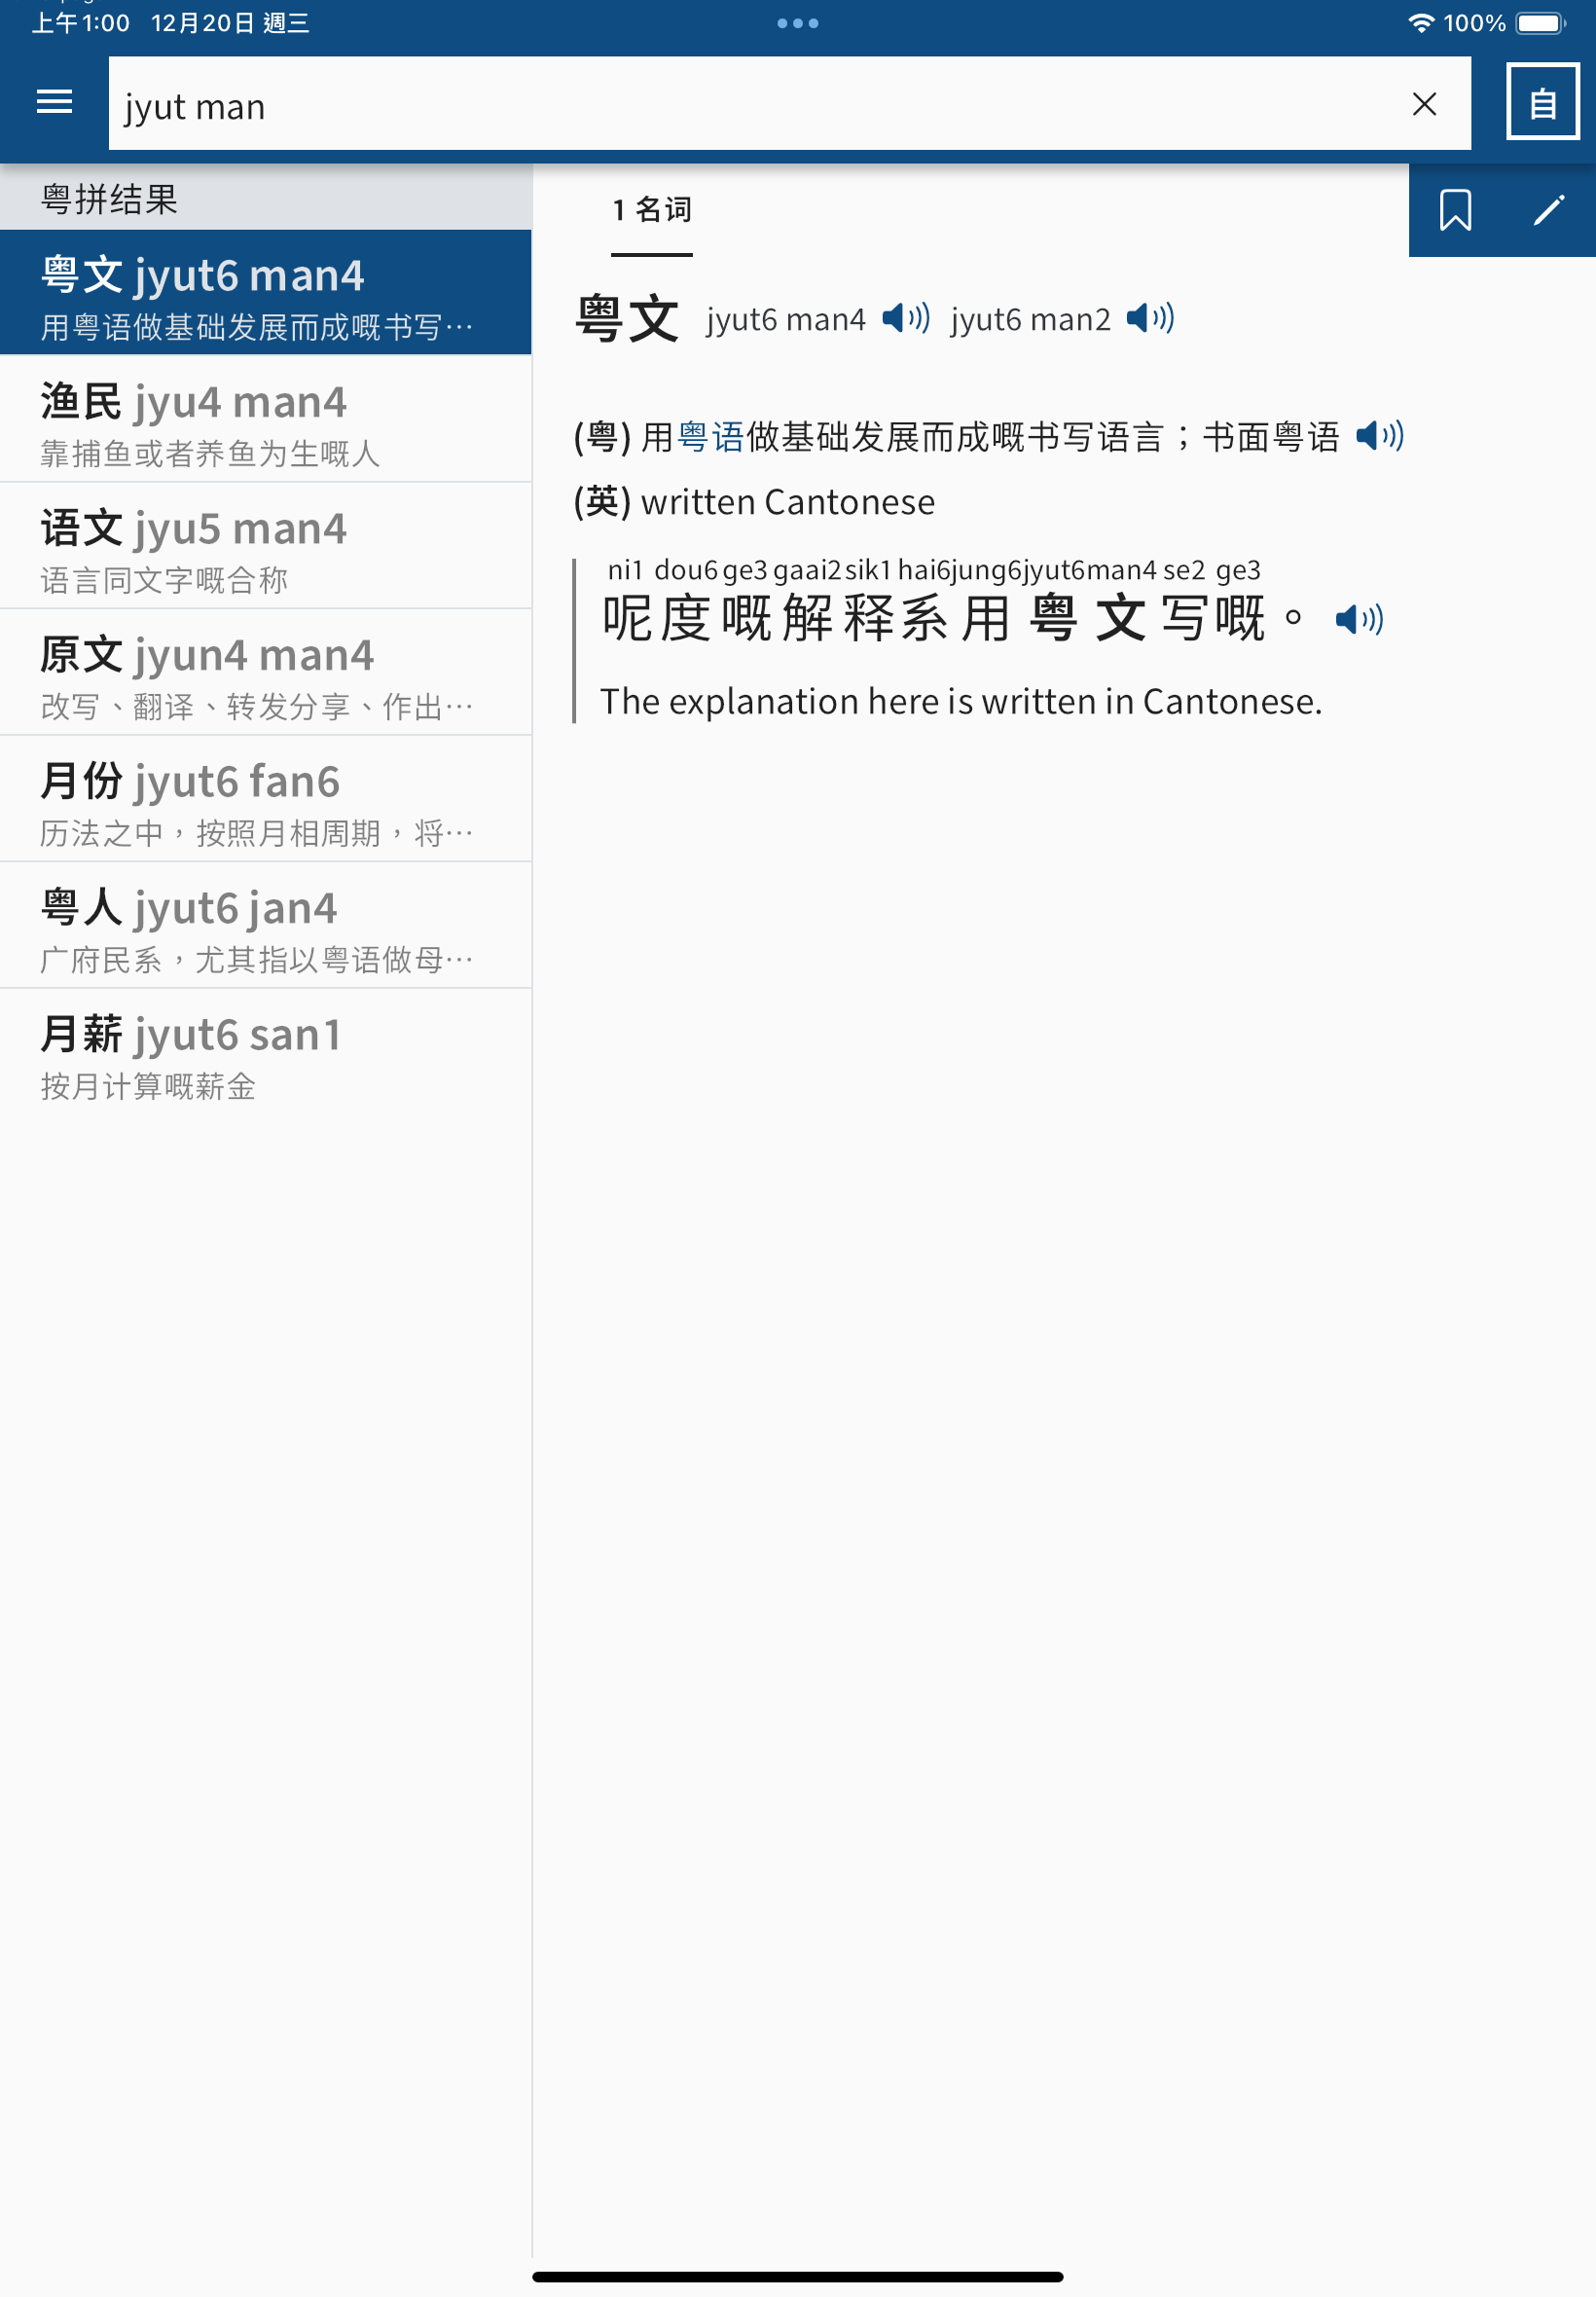 上午1:00 12月20日 週三
100%
jyut man
自
粤拼结果
粤文 jyut6 man4
用粤语做基础发展而成嘅书写…
渔民 jyu4 man4
靠捕鱼或者养鱼为生嘅人
语文 jyu5 man4
语言同文字嘅合称
原文 jyun4 man4
改写、翻译、转发分享、作出…
月份 jyut6 fan6
历法之中，按照月相周期，将…
粤人 jyut6 jan4
广府民系，尤其指以粤语做母…
月薪 jyut6 san1
按月计算嘅薪金
1 名词
粤文 jyut6 man4 jyut6 man2
(粤) 用粤语做基础发展而成嘅书写语言；书面粤语
(英) written Cantonese
ni1 dou6 ge3 gaai2 sik1 hai6 jung6 jyut6 man4 se2 ge3
呢度嘅解释系用粤文写嘅。
The explanation here is written in Cantonese.